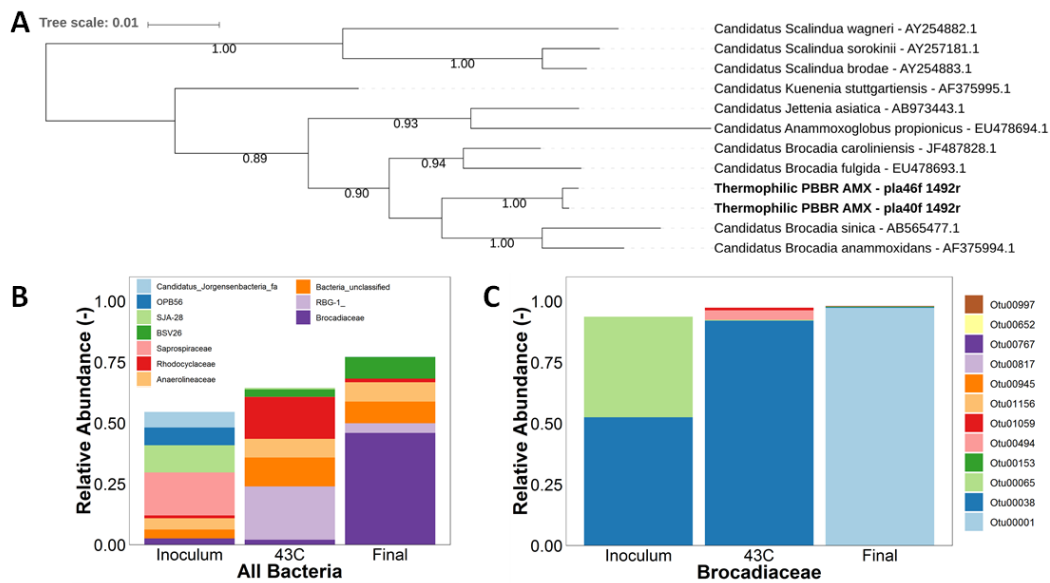 A
Tree scale: 0.01
Candidatus Scalindua wagneri - AY254882.1
1.00
Candidatus Scalindua sorokinii - AY257181.1
1.00
Candidatus Scalindua brodae - AY254883.1
Candidatus Kuenenia stuttgartiensis - AF375995.1
Candidatus Jettenia asiatica - AB973443.1
0.93
Candidatus Anammoxoglobus propionicus - EU478694.1
0.89
Candidatus Brocadia caroliniensis - JF487828.1
0.94
Candidatus Brocadia fulgida - EU478693.1
0.90
Thermophilic PBBR AMX - pla46f 1492r
1.00
Thermophilic PBBR AMX - pla40f 1492r
Candidatus Brocadia sinica - AB565477.1
1.00
Candidatus Brocadia anammoxidans - AF375994.1
B
Relative Abundance (-)
1.00
0.75
0.50
0.25
0.00
Candidatus_Jorgensenbacteria_fa
OPB56
SJA-28
BSV26
Saprospiraceae
Rhodocyclaceae
Anaerolineaceae
Bacteria_unclassified
RBG-1_
Brocadiaceae
Inoculum
43C
Final
All Bacteria
C
Relative Abundance (-)
1.00
0.75
0.50
0.25
0.00
Inoculum
43C
Final
Brocadiaceae
Otu00997
Otu00652
Otu00767
Otu00817
Otu00945
Otu01156
Otu01059
Otu00494
Otu00153
Otu00065
Otu00038
Otu00001